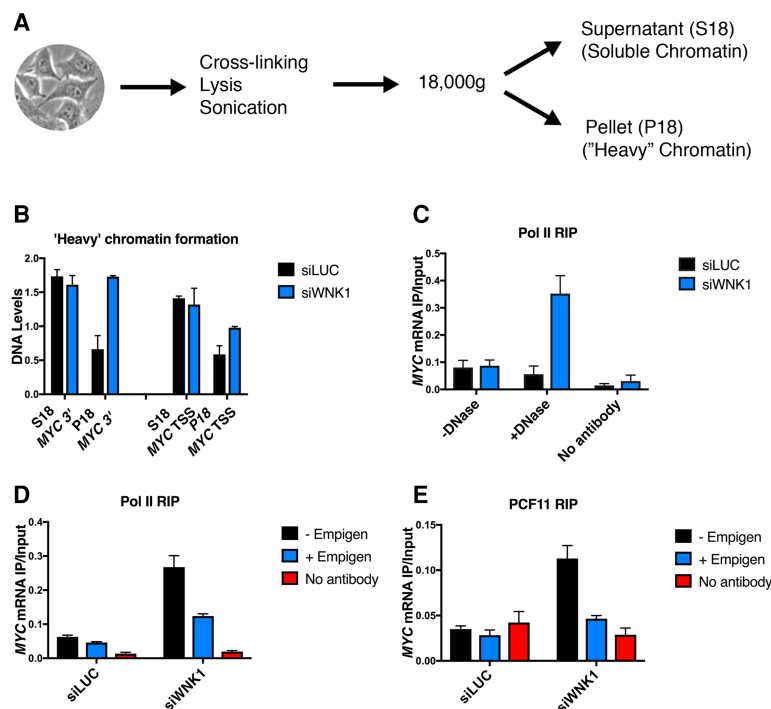 A
Cross-linking
Lysis
Sonication
18,000g
Supernatant (S18)
(Soluble Chromatin)
Pellet (P18)
("Heavy" Chromatin)
B
'Heavy' chromatin formation
DNA Levels
2.0
1.5
1.0
0.5
0.0
S18
MYC 3'
P18
MYC 3'
S18
MYC TSS
P18
MYC TSS
siLUC
siWNK1
C
Pol II RIP
MYC mRNA IP/Input
0.5
0.4
0.3
0.2
0.1
0.0
-DNase
+DNase
No antibody
siLUC
siWNK1
D
Pol II RIP
MYC mRNA IP/Input
0.4
0.3
0.2
0.1
0.0
siLUC
siWNK1
- Empigen
+ Empigen
No antibody
E
PCF11 RIP
MYC mRNA IP/Input
0.15
0.10
0.05
0.00
siLUC
siWNK1
- Empigen
+ Empigen
No antibody